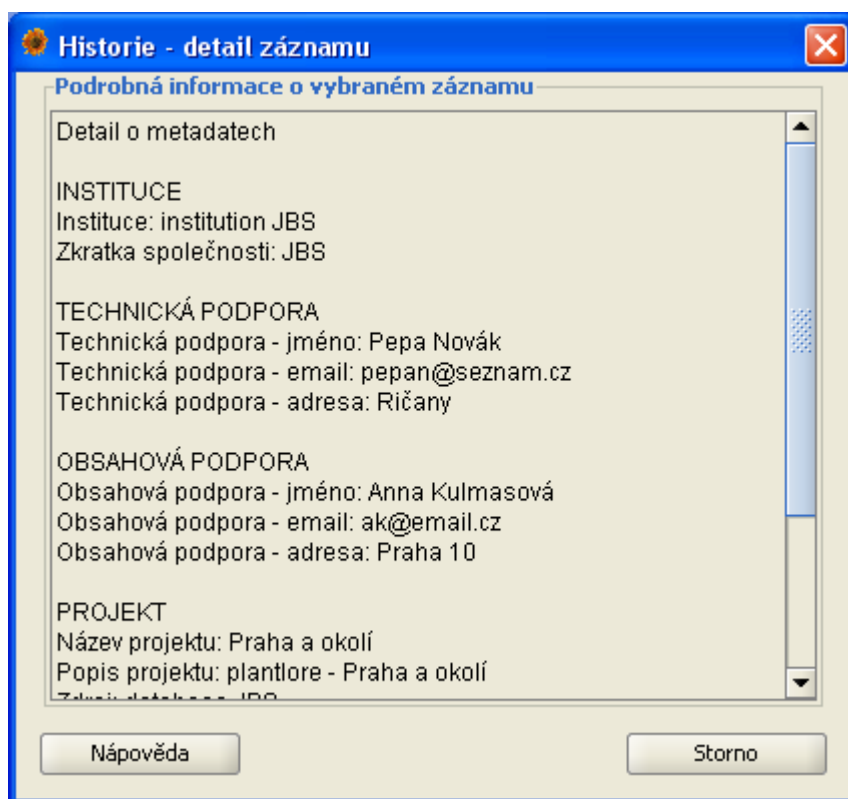 Historie - detail záznamu
Podrobná informace o vybraném záznamu
Detail o metadatech
INSTITUCE
Instituce: institution JBS
Zkratka společnosti: JBS
TECHNICKÁ PODPORA
Technická podpora - jméno: Pepa Novák
Technická podpora - email: pepan@seznam.cz
Technická podpora - adresa: Ričany
OBSAHOVÁ PODPORA
Obsahová podpora - jméno: Anna Kulmasová
Obsahová podpora - email: ak@email.cz
Obsahová podpora - adresa: Praha 10
PROJEKT
Název projektu: Praha a okolí
Popis projektu: plantlore - Praha a okolí
Nápověda
Storno